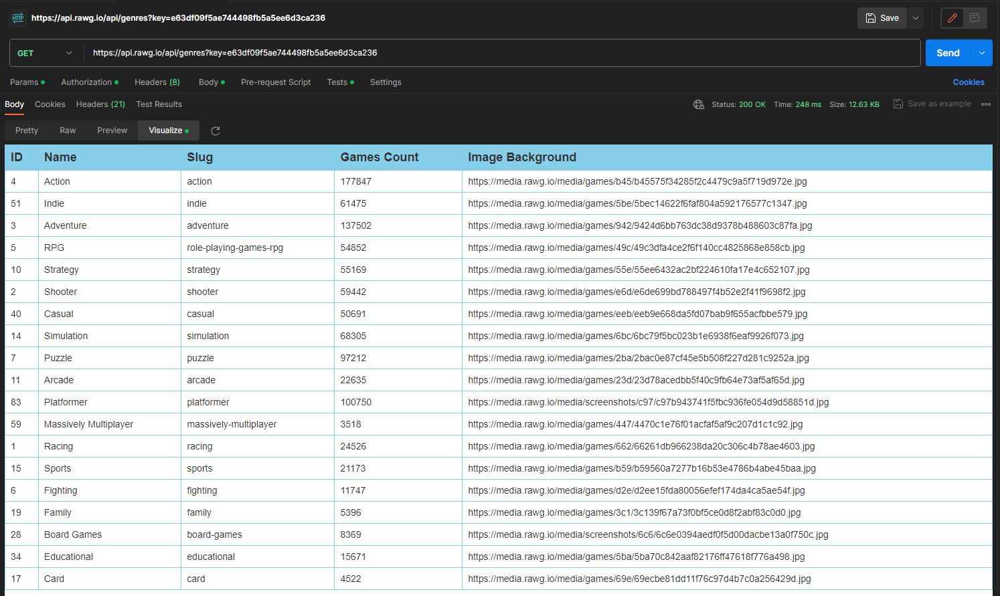 HTTP https://api.rawg.io/api/genres?key=e63df09f5ae744498fb5a5ee6d3ca236 Save
GET https://api.rawg.io/api/genres?key=e63df09f5ae744498fb5a5ee6d3ca236 Send
Params Authorization Headers (8) Body Pre-request Script Tests Settings Cookies
Body Cookies Headers (21) Test Results Status: 200 OK Time: 248 ms Size: 12.63 KB Save as example
Pretty Raw Preview Visualize
ID Name Slug Games Count Image Background
4 Action action 177847 https://media.rawg.io/media/games/b45/b45575f34285f2c4479c9a5f719d972e.jpg
51 Indie indie 61475 https://media.rawg.io/media/games/5be/5bec14622f6faf804a592176577c1347.jpg
3 Adventure adventure 137502 https://media.rawg.io/media/games/942/9424d6bb763dc38d9378b488603c87fa.jpg
5 RPG role-playing-games-rpg 54852 https://media.rawg.io/media/games/49c/49c3dfa4ce2f6f140cc4825868e858cb.jpg
10 Strategy strategy 55169 https://media.rawg.io/media/games/55e/55ee6432ac2bf224610fa17e4c652107.jpg
2 Shooter shooter 59442 https://media.rawg.io/media/games/e6d/e6de699bd788497f4b52e2f41f9698f2.jpg
40 Casual casual 50691 https://media.rawg.io/media/games/eeb/eeb9e668da5fd07bab9f655acfbbe579.jpg
14 Simulation simulation 68305 https://media.rawg.io/media/games/6bc/6bc79f5bc023b1e6938f6eaf9926f073.jpg
7 Puzzle puzzle 97212 https://media.rawg.io/media/games/2ba/2bac0e87cf45e5b508f227d281c9252a.jpg
11 Arcade arcade 22635 https://media.rawg.io/media/games/23d/23d78acedbb5f40c9fb64e73af5af65d.jpg
83 Platformer platformer 100750 https://media.rawg.io/media/screenshots/c97/c97b943741f5fbc936fe054d9d58851d.jpg
59 Massively Multiplayer massively-multiplayer 3518 https://media.rawg.io/media/games/447/4470c1e76f01acfaf5af9c207d1c1c92.jpg
1 Racing racing 24526 https://media.rawg.io/media/games/662/66261db966238da20c306c4b78ae4603.jpg
15 Sports sports 21173 https://media.rawg.io/media/games/b59/b59560a7277b16b53e4786b4abe45baa.jpg
6 Fighting fighting 11747 https://media.rawg.io/media/games/d2e/d2ee15fda80056efef174da4ca5ae54f.jpg
19 Family family 5396 https://media.rawg.io/media/games/3c1/3c139f67a73f0bf5ce0d8f2abf83c0d0.jpg
28 Board Games board-games 8369 https://media.rawg.io/media/screenshots/6c6/6c6e0394aedf0f5d00dacbe13a0f750c.jpg
34 Educational educational 15671 https://media.rawg.io/media/games/5ba/5ba70c842aaf82176ff47618f776a498.jpg
17 Card card 4522 https://media.rawg.io/media/games/69e/69ecbe81dd11f76c97d4b7c0a256429d.jpg